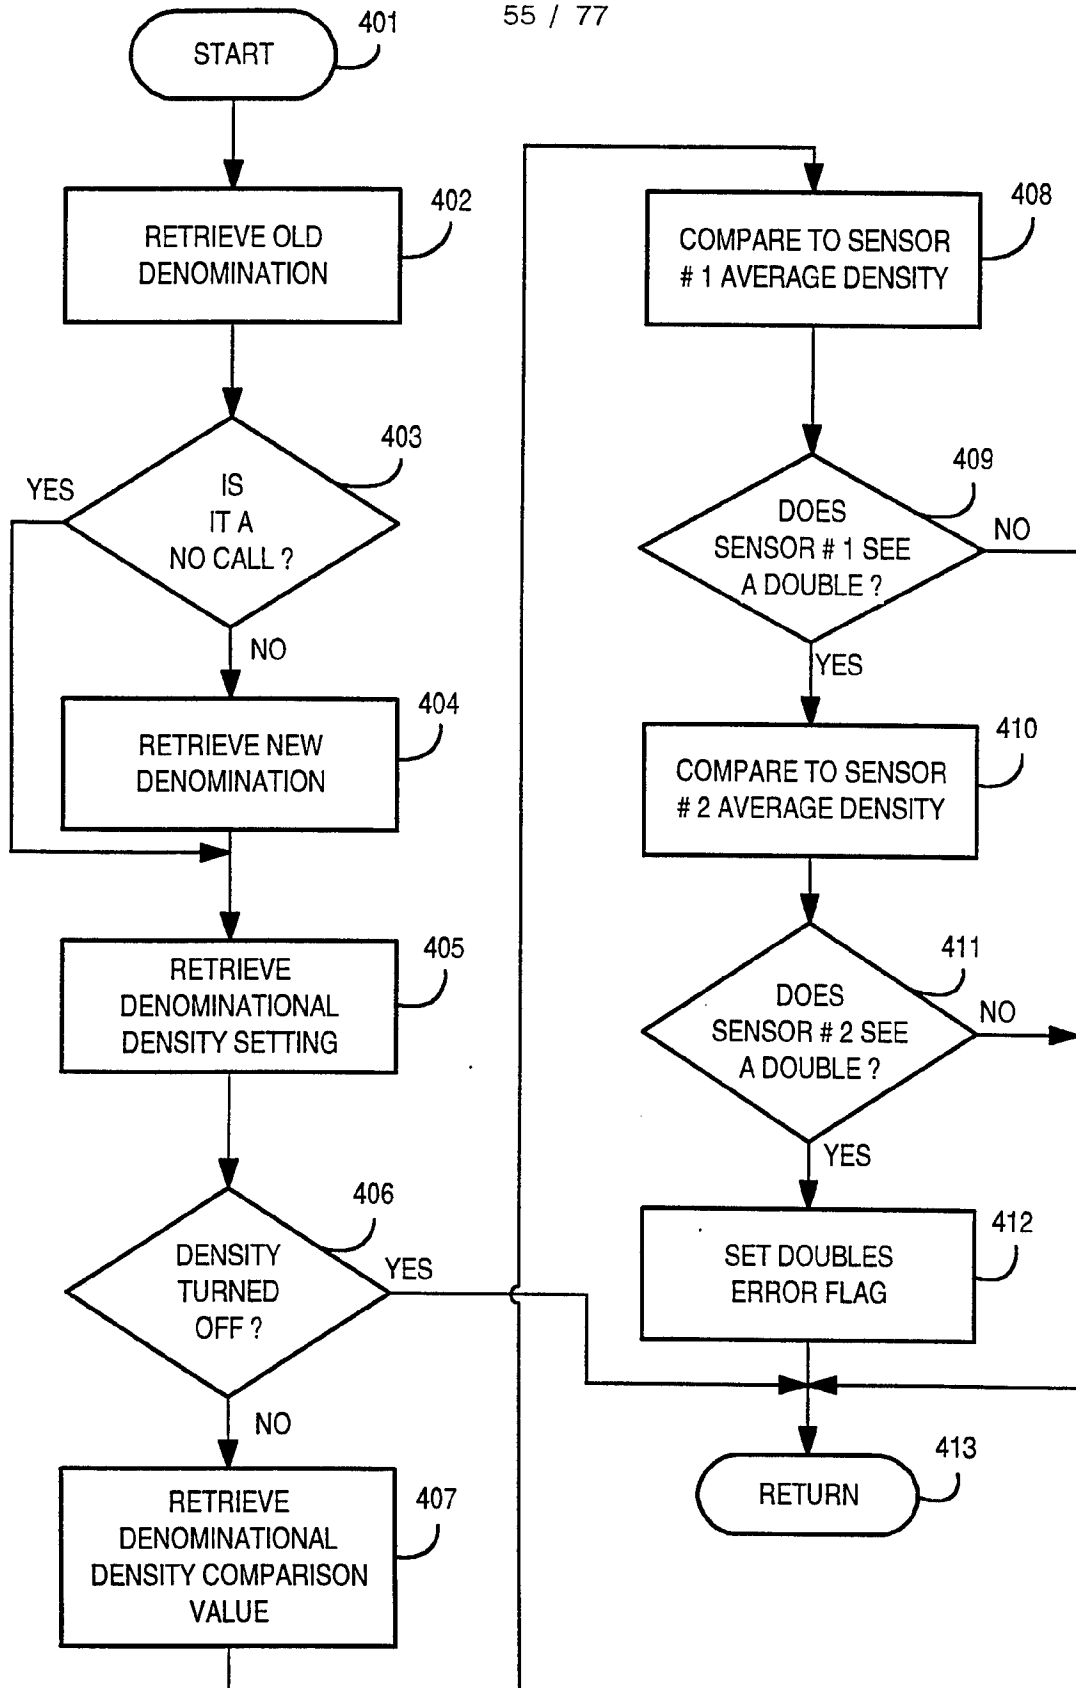 55 / 77
START
401
RETRIEVE OLD
DENOMINATION
402
IS
IT A
NO CALL ?
403
YES
NO
RETRIEVE NEW
DENOMINATION
404
RETRIEVE
DENOMINATIONAL
DENSITY SETTING
405
DENSITY
TURNED
OFF ?
406
YES
NO
RETRIEVE
DENOMINATIONAL
DENSITY COMPARISON
VALUE
407
COMPARE TO SENSOR
# 1 AVERAGE DENSITY
408
DOES
SENSOR # 1 SEE
A DOUBLE ?
409
NO
YES
COMPARE TO SENSOR
# 2 AVERAGE DENSITY
410
DOES
SENSOR # 2 SEE
A DOUBLE ?
411
NO
YES
SET DOUBLES
ERROR FLAG
412
RETURN
413